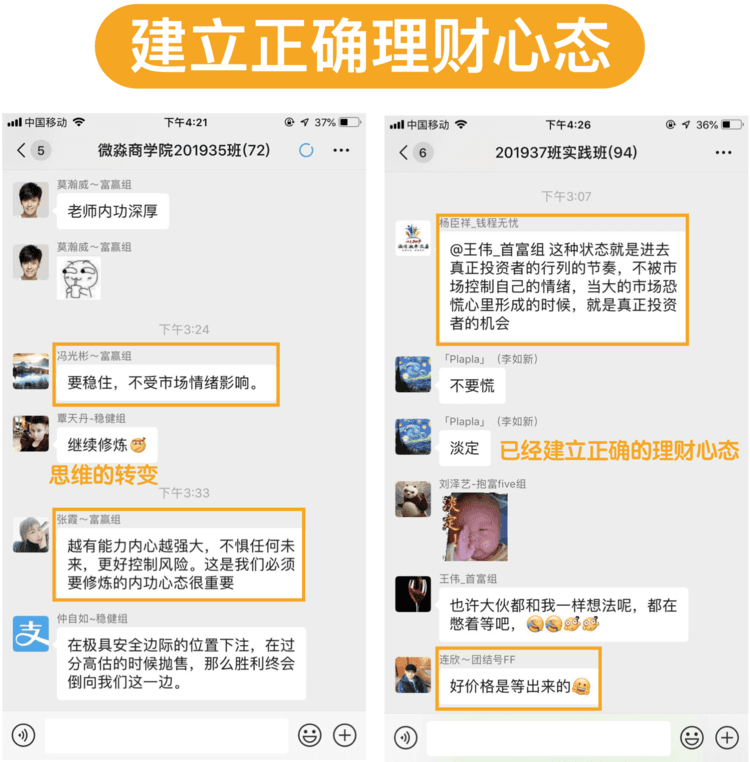 建立正确理财心态
中国移动
下午4:21
37%
5
微淼商学院201935班(72)
莫瀚威～富赢组
老师内功深厚
莫瀚威～富赢组
下午3:24
冯光彬～富赢组
要稳住，不受市场情绪影响。
覃天丹-稳健组
继续修炼
思维的转变
下午3:33
张霞～富赢组
越有能力内心越强大，不惧任何未
来，更好控制风险。这是我们必须
要修炼的内功心态很重要
仲自如~稳健组
在极具安全边际的位置下注，在过
分高估的时候抛售，那么胜利终会
倒向我们这一边。
中国移动
下午4:26
36%
6
201937班实践班(94)
下午3:07
杨臣祥_钱程无忧
@王伟_首富组 这种状态就是进去
真正投资者的行列的节奏，不被市
场控制自己的情绪，当大的市场恐
慌心里形成的时候，就是真正投资
者的机会
「Plapla」（李如新）
不要慌
「Plapla」（李如新）
淡定
已经建立正确的理财心态
刘泽艺-抱富five组
淡定！
王伟_首富组
也许大伙都和我一样想法呢，都在
憋着等吧，
连欣～团结号FF
好价格是等出来的